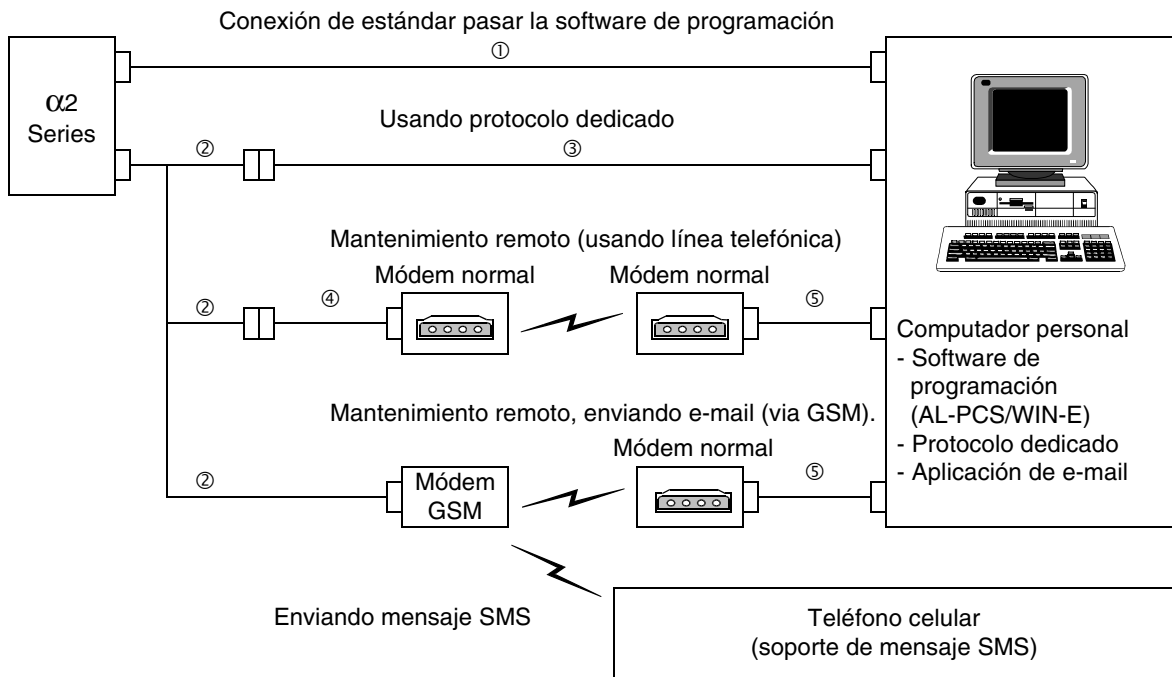 Conexión de estándar pasar la software de programación
①
α2
Series
Usando protocolo dedicado
②
③
Mantenimiento remoto (usando línea telefónica)
Módem normal
Módem normal
②
④
⑤
Computador personal
- Software de
programación
(AL-PCS/WIN-E)
- Protocolo dedicado
- Aplicación de e-mail
Mantenimiento remoto, enviando e-mail (via GSM).
Módem normal
②
Módem
GSM
⑤
Enviando mensaje SMS
Teléfono celular
(soporte de mensaje SMS)